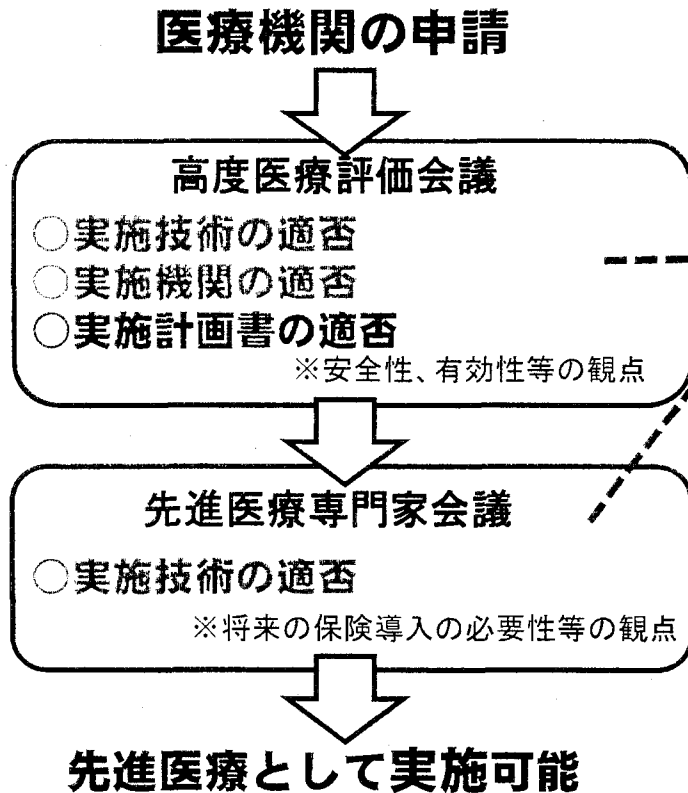 医療機関の申請
高度医療評価会議
○実施技術の適否
○実施機関の適否
○実施計画書の適否
※安全性、有効性等の観点
先進医療専門家会議
○実施技術の適否
※将来の保険導入の必要性等の観点
先進医療として実施可能